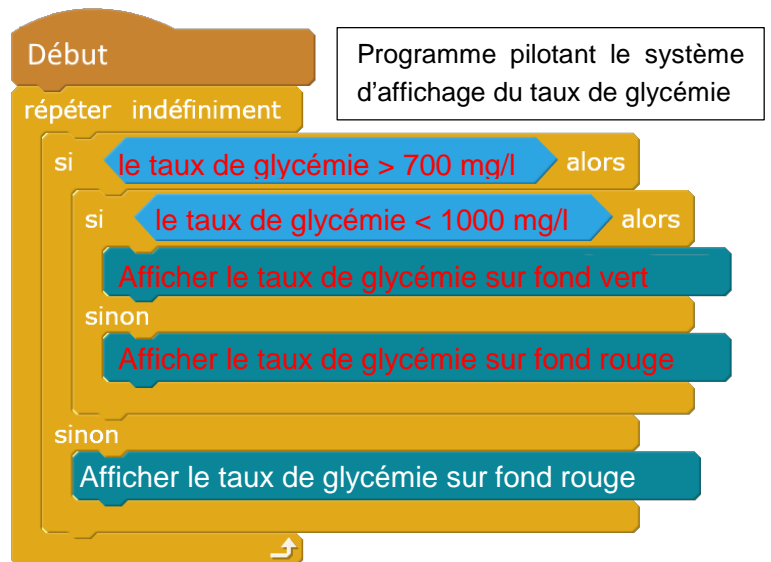 Début
Programme pilotant le système
d'affichage du taux de glycémie
répéter indéfiniment
si le taux de glycémie > 700 mg/l alors
si le taux de glycémie < 1000 mg/l alors
Afficher le taux de glycémie sur fond vert
sinon
Afficher le taux de glycémie sur fond rouge
sinon
Afficher le taux de glycémie sur fond rouge